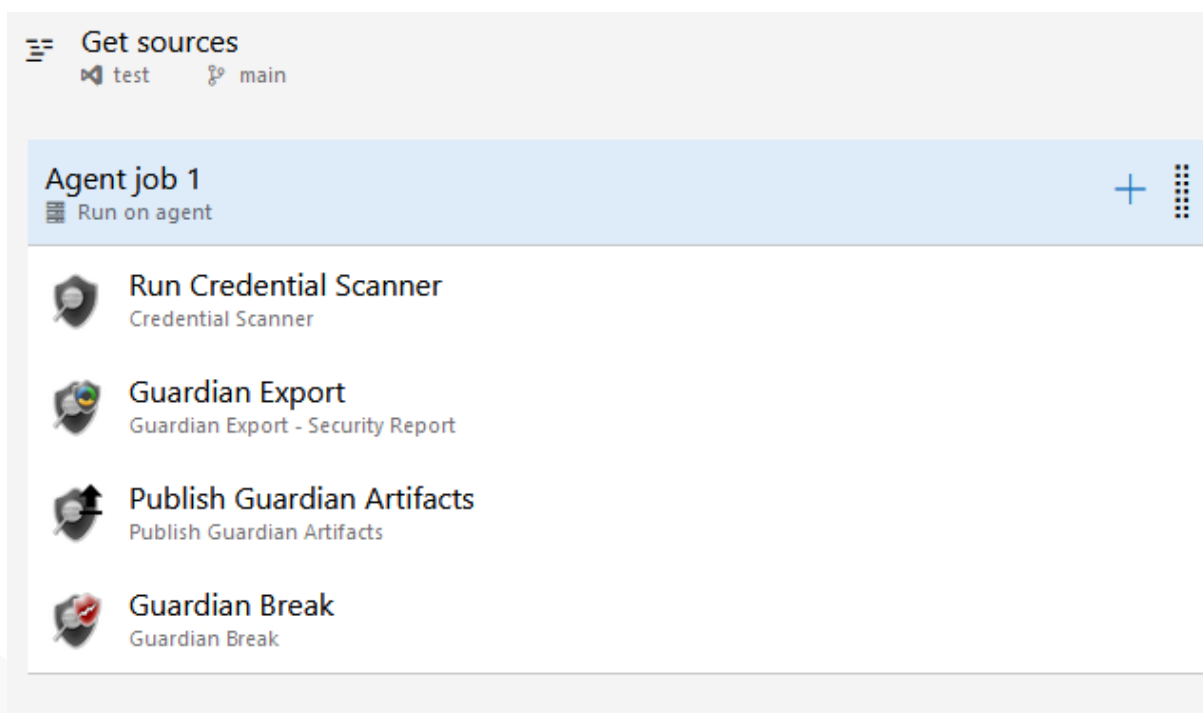 Get sources
test main
Agent job 1
Run on agent
Run Credential Scanner
Credential Scanner
Guardian Export
Guardian Export - Security Report
Publish Guardian Artifacts
Publish Guardian Artifacts
Guardian Break
Guardian Break